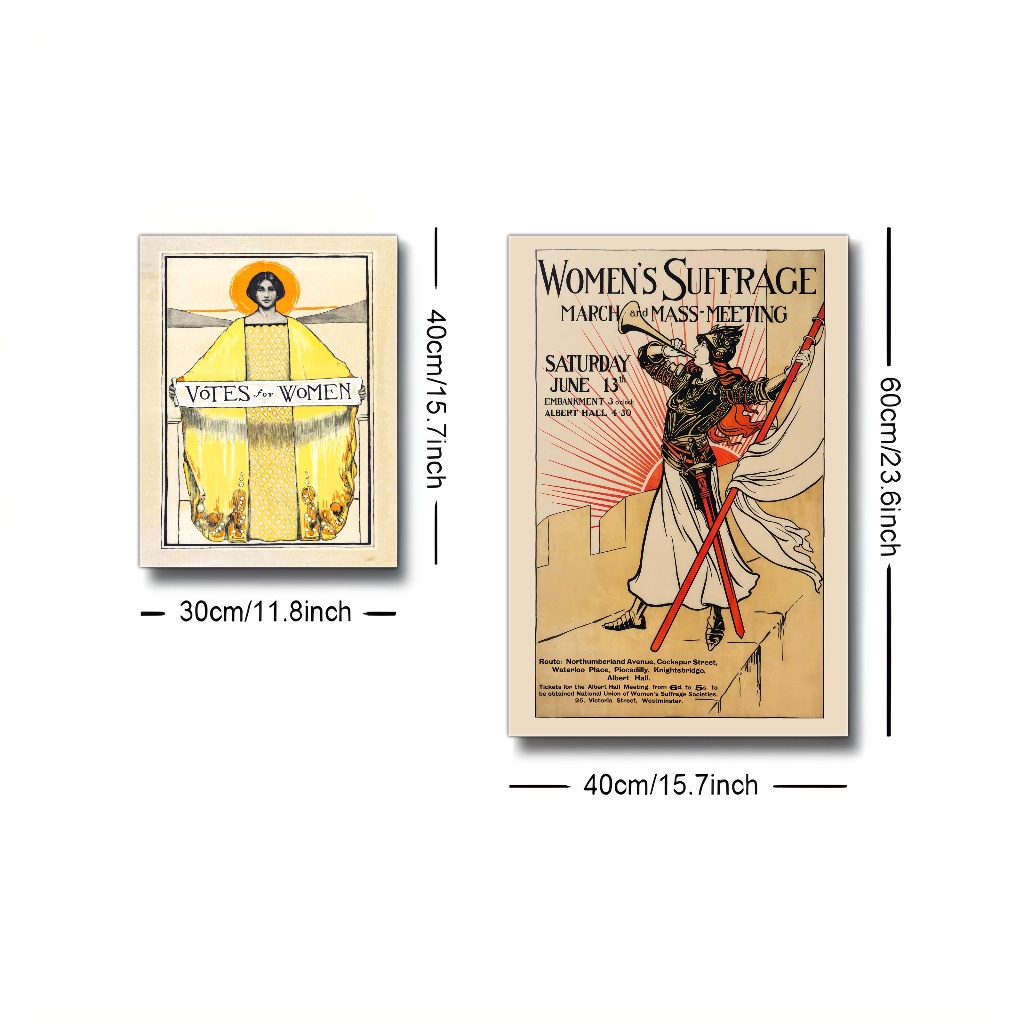 VOTES for WOMEN
40cm/15.7inch
30cm/11.8inch
WOMEN'S SUFFRAGE
MARCH and MASS-MEETING
SATURDAY
JUNE 13th
EMBANKMENT 3 o'clock
ALBERT HALL 4·30
Route: Northumberland Avenue, Cockspur Street,
Waterloo Place, Piccadilly, Knightsbridge,
Albert Hall.
Tickets for the Albert Hall Meeting from 6d. to 5s. to
be obtained National Union of Women's Suffrage Societies.
25, Victoria Street, Westminster.
60cm/23.6inch
40cm/15.7inch